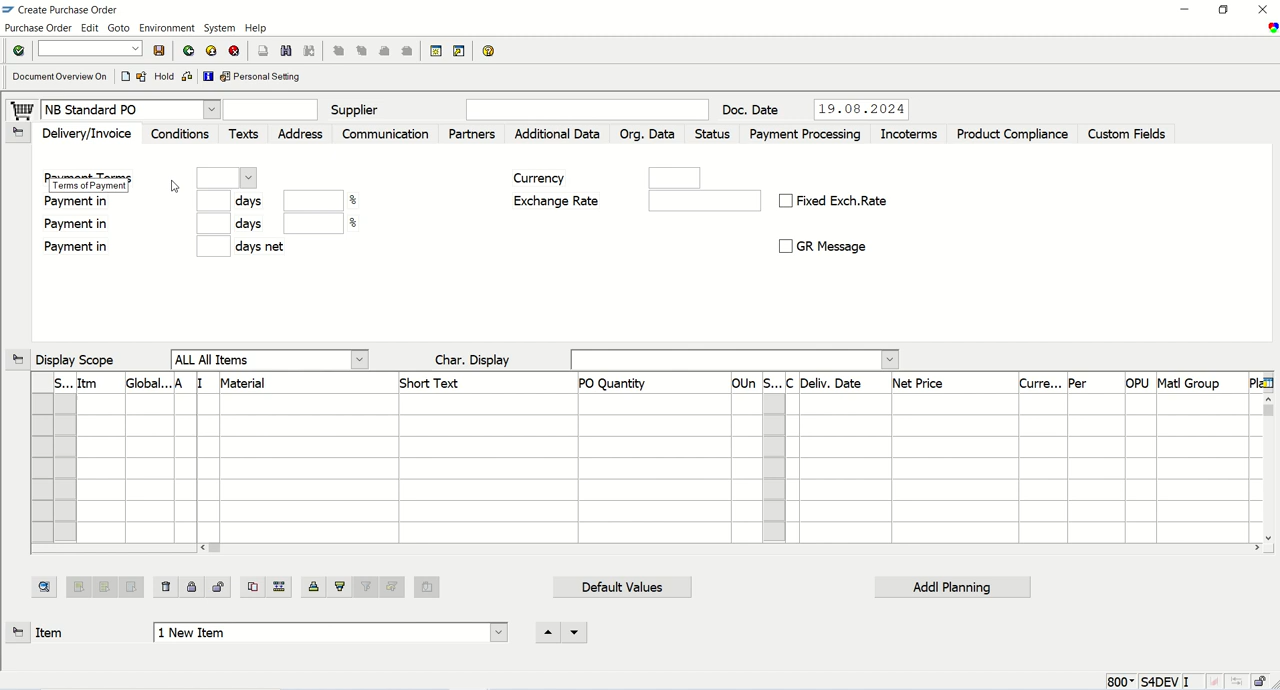 Create Purchase Order
Purchase Order Edit Goto Environment System Help
Document Overview On Hold Personal Setting
NB Standard PO Supplier Doc. Date 19.08.2024
Delivery/Invoice Conditions Texts Address Communication Partners Additional Data Org. Data Status Payment Processing Incoterms Product Compliance Custom Fields
Payment Terms Currency
Terms of Payment
Payment in days % Exchange Rate Fixed Exch.Rate
Payment in days %
Payment in days net GR Message
Display Scope ALL All Items Char. Display
S... Itm Global... A I Material Short Text PO Quantity OUn S... C Deliv. Date Net Price Curre... Per OPU Matl Group Pla
Default Values Addl Planning
Item 1 New Item
800 S4DEV I